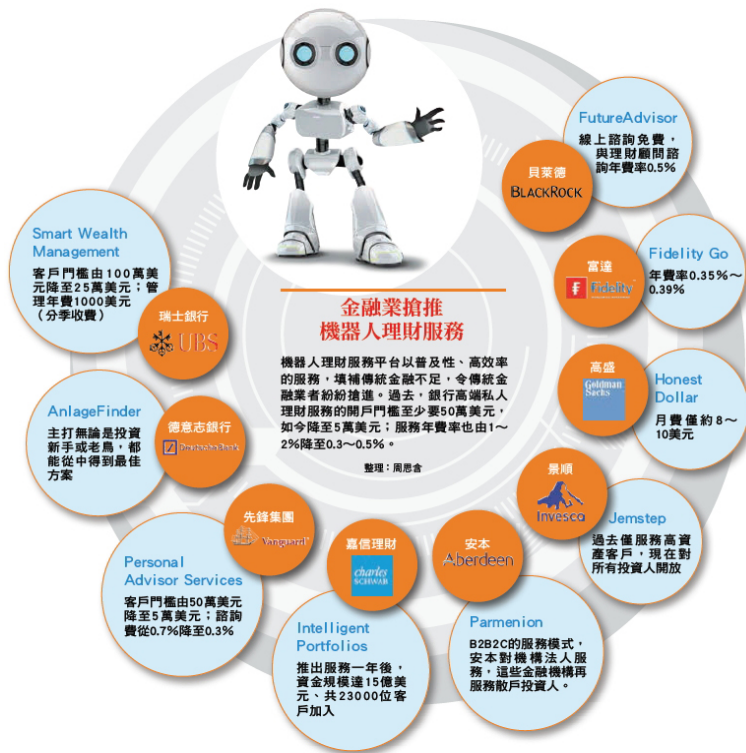 金融業搶推
機器人理財服務
機器人理財服務平台以普及性、高效率
的服務，填補傳統金融不足，令傳統金
融業者紛紛搶進。過去，銀行高端私人
理財服務的開戶門檻至少要50萬美元，
如今降至5萬美元；服務年費率也由1～
2%降至0.3～0.5%。
整理：周思含
FutureAdvisor
線上諮詢免費，
與理財顧問諮
詢年費率0.5%
貝萊德
BLACKROCK
Fidelity Go
年費率0.35%～
0.39%
富達
Fidelity
Honest
Dollar
月費僅約8～
10美元
高盛
Goldman
Sachs
Jemstep
過去僅服務高資
產客戶，現在對
所有投資人開放
景順
Invesco
Parmenion
B2B2C的服務模式，
安本對機構法人服
務，這些金融機構再
服務散戶投資人。
安本
Aberdeen
Intelligent
Portfolios
推出服務一年後，
資金規模達15億美
元、共23000位客
戶加入
嘉信理財
charles
SCHWAB
Personal
Advisor Services
客戶門檻由50萬美元
降至5萬美元；諮詢
費從0.7%降至0.3%
先鋒集團
Vanguard
AnlageFinder
主打無論是投資
新手或老鳥，都
能從中得到最佳
方案
德意志銀行
Deutsche Bank
Smart Wealth
Management
客戶門檻由100萬美
元降至25萬美元；管
理年費1000美元
（分季收費）
瑞士銀行
UBS